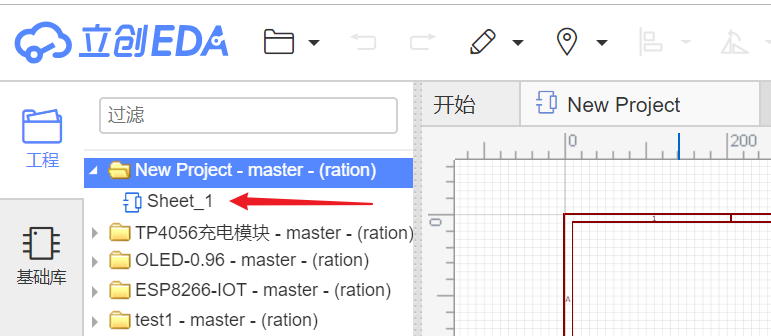 立创EDA
过滤
工程
基础库
New Project - master - (ration)
Sheet_1
TP4056充电模块 - master - (ration)
OLED-0.96 - master - (ration)
ESP8266-IOT - master - (ration)
test1 - master - (ration)
开始
New Project
0
200
0
1
A